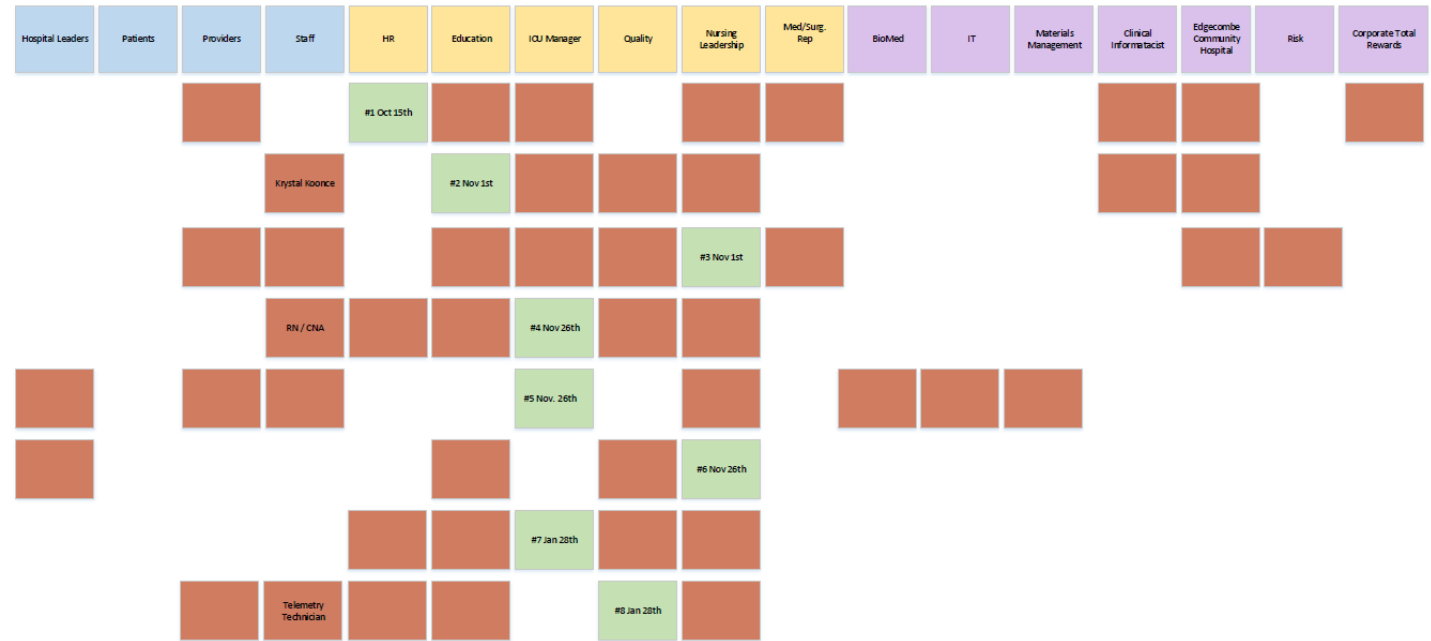 Hospital Leaders
Patients
Providers
Staff
HR
Education
ICU Manager
Quality
Nursing
Leadership
Med/Surg.
Rep
BioMed
IT
Materials
Management
Clinical
Informatacist
Edgecombe
Community
Hospital
Risk
Corporate Total
Rewards
#1 Oct 15th
Krystal Koonce
#2 Nov 1st
#3 Nov 1st
RN / CNA
#4 Nov 26th
#5 Nov. 26th
#6 Nov 26th
#7 Jan 28th
Telemetry
Technician
#8 Jan 28th